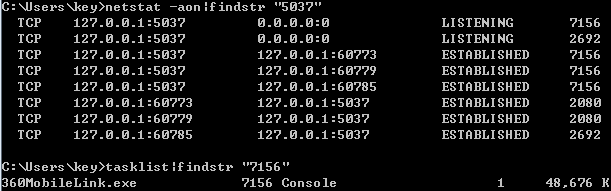 C:\Users\key>netstat -aon|findstr "5037"
  TCP    127.0.0.1:5037         0.0.0.0:0              LISTENING       7156
  TCP    127.0.0.1:5037         0.0.0.0:0              LISTENING       2692
  TCP    127.0.0.1:5037         127.0.0.1:60773        ESTABLISHED     7156
  TCP    127.0.0.1:5037         127.0.0.1:60779        ESTABLISHED     7156
  TCP    127.0.0.1:5037         127.0.0.1:60785        ESTABLISHED     7156
  TCP    127.0.0.1:60773        127.0.0.1:5037         ESTABLISHED     2080
  TCP    127.0.0.1:60779        127.0.0.1:5037         ESTABLISHED     2080
  TCP    127.0.0.1:60785        127.0.0.1:5037         ESTABLISHED     2692
C:\Users\key>tasklist|findstr "7156"
360MobileLink.exe             7156 Console                    1     48,676 K